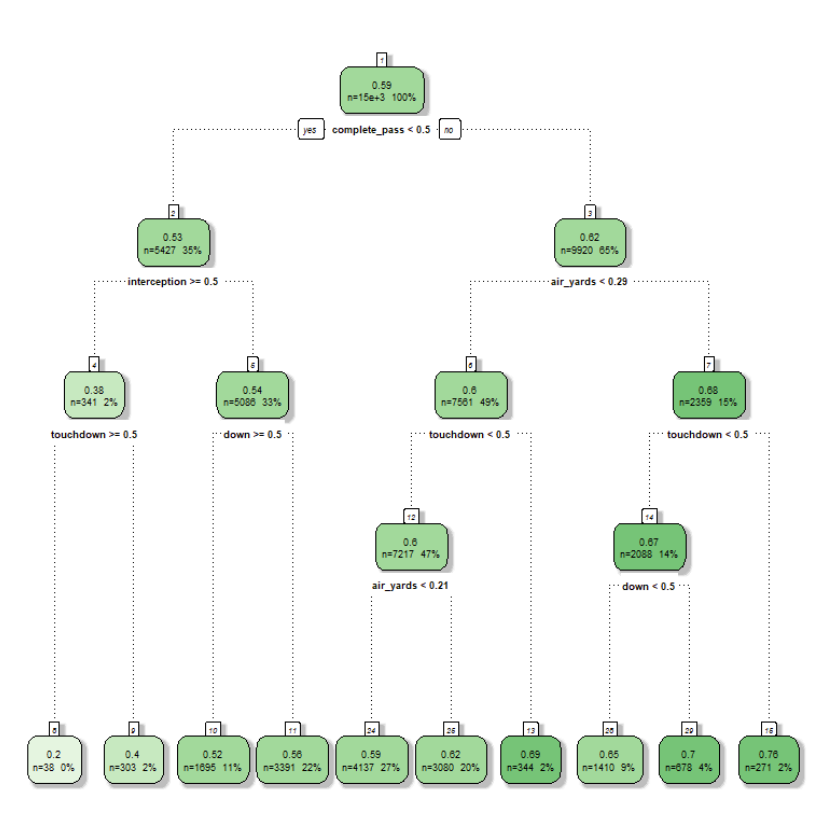 1
0.59
n=15e+3 100%
yes complete_pass < 0.5 no
2
0.53
n=5427 35%
3
0.62
n=9920 65%
interception >= 0.5
air_yards < 0.29
4
0.38
n=341 2%
5
0.54
n=5086 33%
6
0.6
n=7561 49%
7
0.68
n=2359 15%
touchdown >= 0.5
down >= 0.5
touchdown < 0.5
touchdown < 0.5
12
0.6
n=7217 47%
14
0.67
n=2088 14%
air_yards < 0.21
down < 0.5
8
0.2
n=38 0%
9
0.4
n=303 2%
10
0.52
n=1695 11%
11
0.56
n=3391 22%
24
0.59
n=4137 27%
25
0.62
n=3080 20%
13
0.69
n=344 2%
28
0.65
n=1410 9%
29
0.7
n=678 4%
15
0.76
n=271 2%